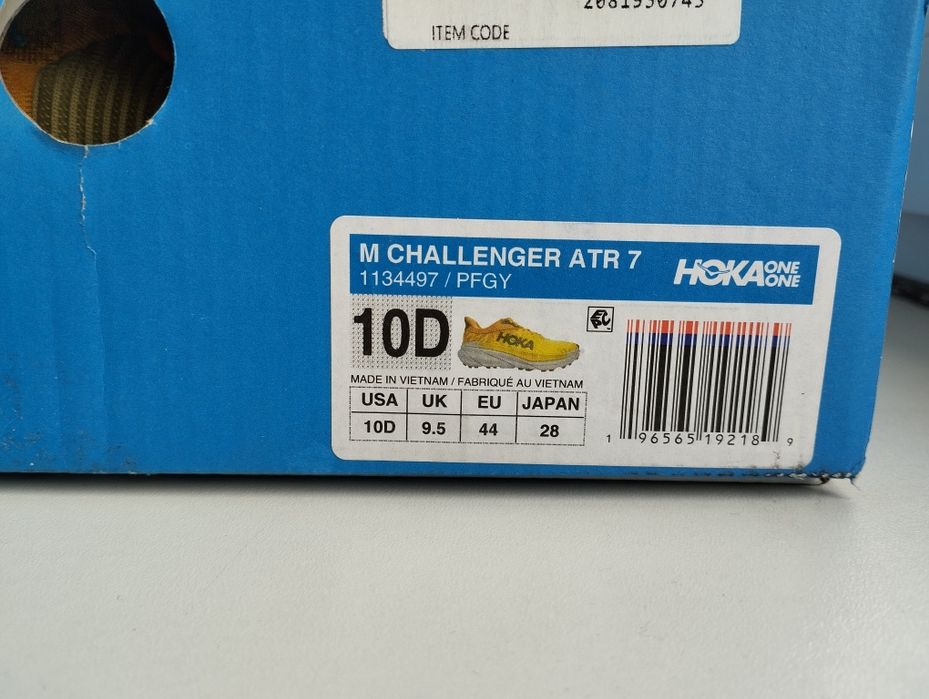 2081950745
ITEM CODE
M CHALLENGER ATR 7
1134497 / PFGY
HOKA ONE ONE
10D
HOKA
MADE IN VIETNAM / FABRIQUÉ AU VIETNAM
USA UK EU JAPAN
10D 9.5 44 28
1 96565 19218 9